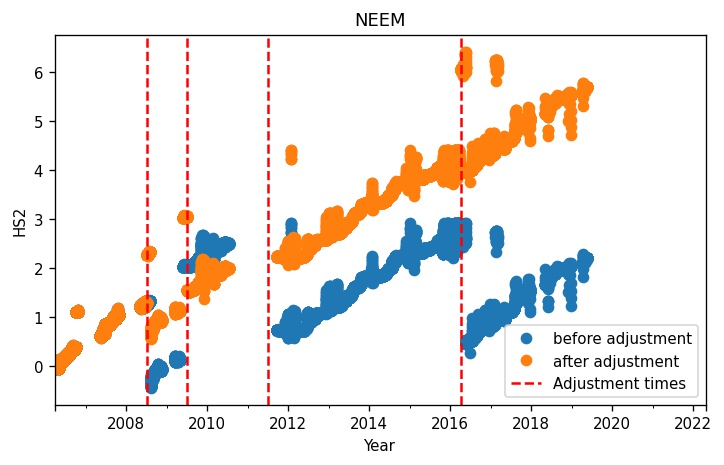 NEEM
HS2
6
5
4
3
2
1
0
before adjustment
after adjustment
Adjustment times
2008 2010 2012 2014 2016 2018 2020 2022
Year